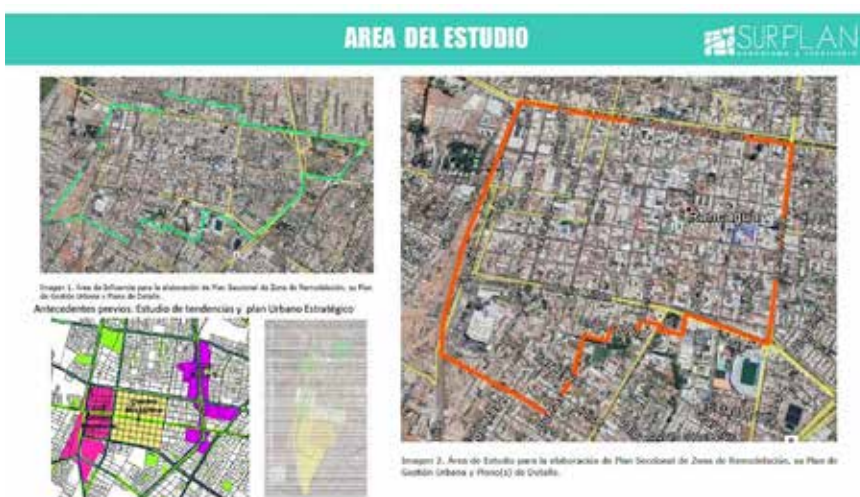 AREA DEL ESTUDIO
SURPLAN
Imagen 1. Área de Influencia para la elaboración de Plan Seccional de Zona de Remodelación, su Plan
de Gestión Urbana y Plano de Detalle.
Antecedentes previos. Estudio de tendencias y plan Urbano Estratégico
Rancagua
Imagen 2. Área de Estudio para la elaboración de Plan Seccional de Zona de Remodelación, su Plan de
Gestión Urbana y Plano(s) de Detalle.